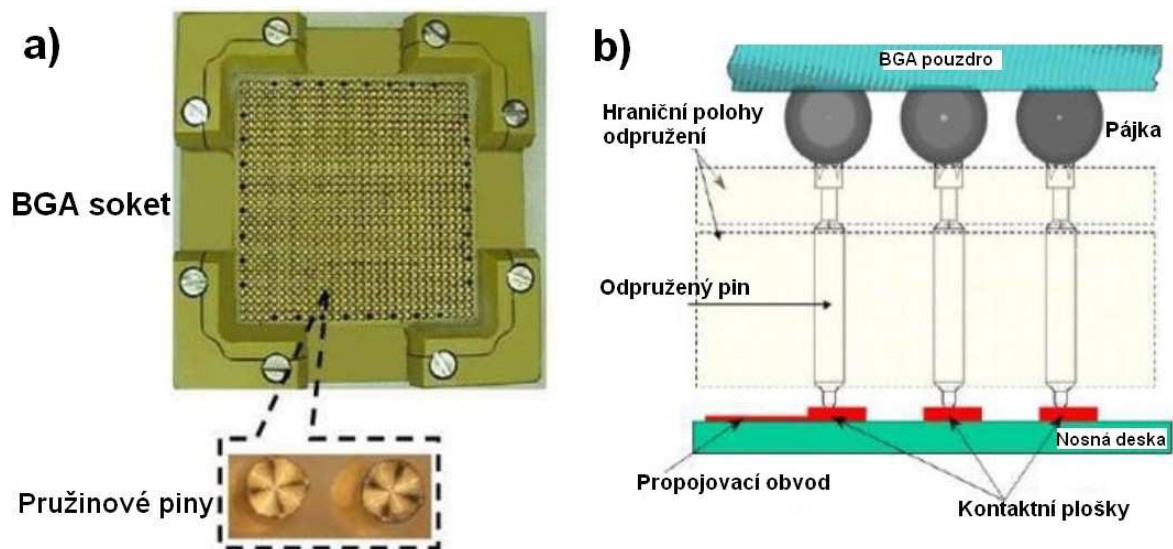 a)
BGA soket
Pružinové piny
b)
BGA pouzdro
Hraniční polohy
odpružení
Pájka
Odpružený pin
Nosná deska
Propojovací obvod
Kontaktní plošky